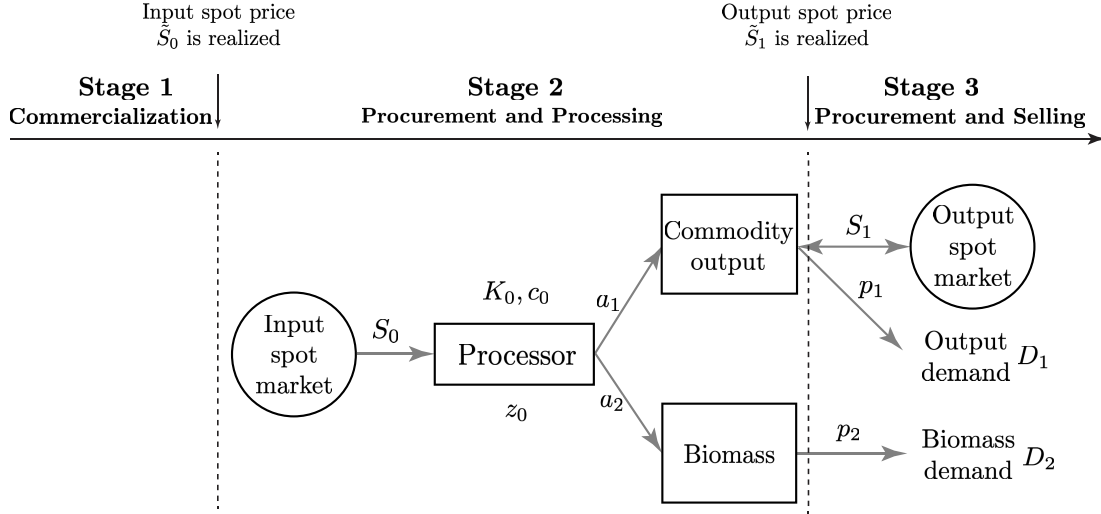 Input spot price
S̃₀ is realized
Output spot price
S̃₁ is realized
Stage 1
Commercialization
Stage 2
Procurement and Processing
Stage 3
Procurement and Selling
Input
spot
market
S₀
K₀, c₀
Processor
z₀
a₁
a₂
Commodity
output
Biomass
S₁
p₁
p₂
Output
spot
market
Output
demand D₁
Biomass
demand D₂